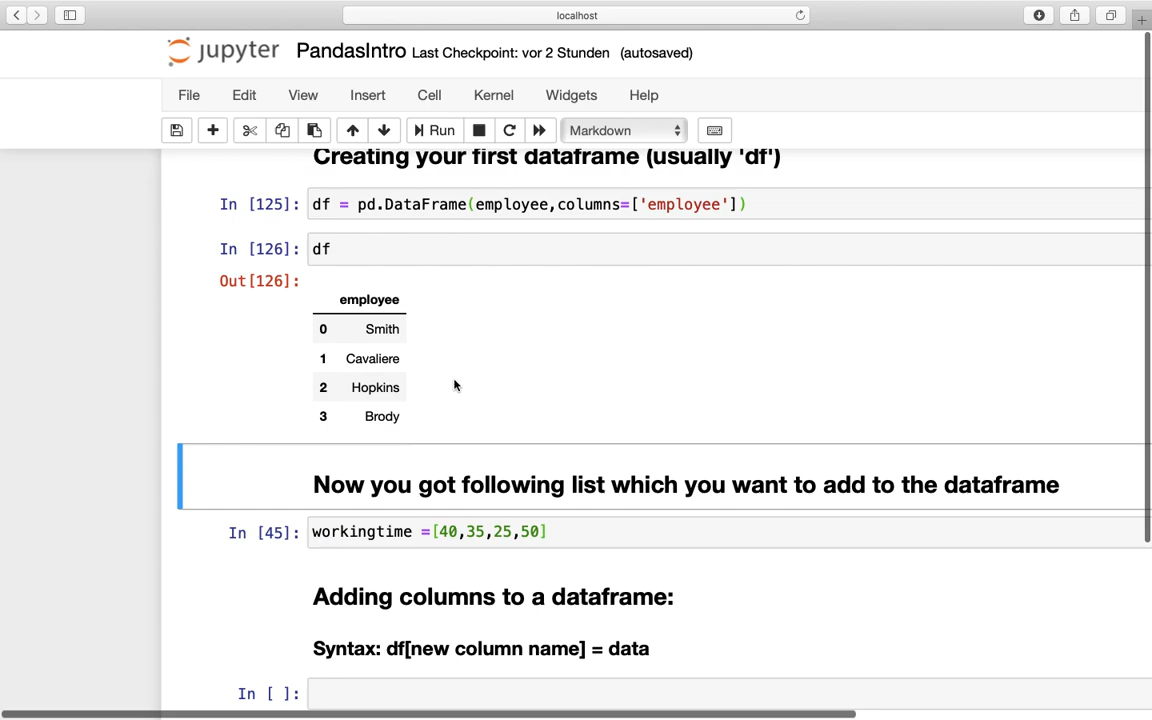 localhost
jupyter PandasIntro Last Checkpoint: vor 2 Stunden (autosaved)
File Edit View Insert Cell Kernel Widgets Help
Run Markdown
Creating your first dataframe (usually 'df')
In [125]: df = pd.DataFrame(employee,columns=['employee'])
In [126]: df
Out[126]:
employee
0 Smith
1 Cavaliere
2 Hopkins
3 Brody
Now you got following list which you want to add to the dataframe
In [45]: workingtime =[40,35,25,50]
Adding columns to a dataframe:
Syntax: df[new column name] = data
In [ ]: